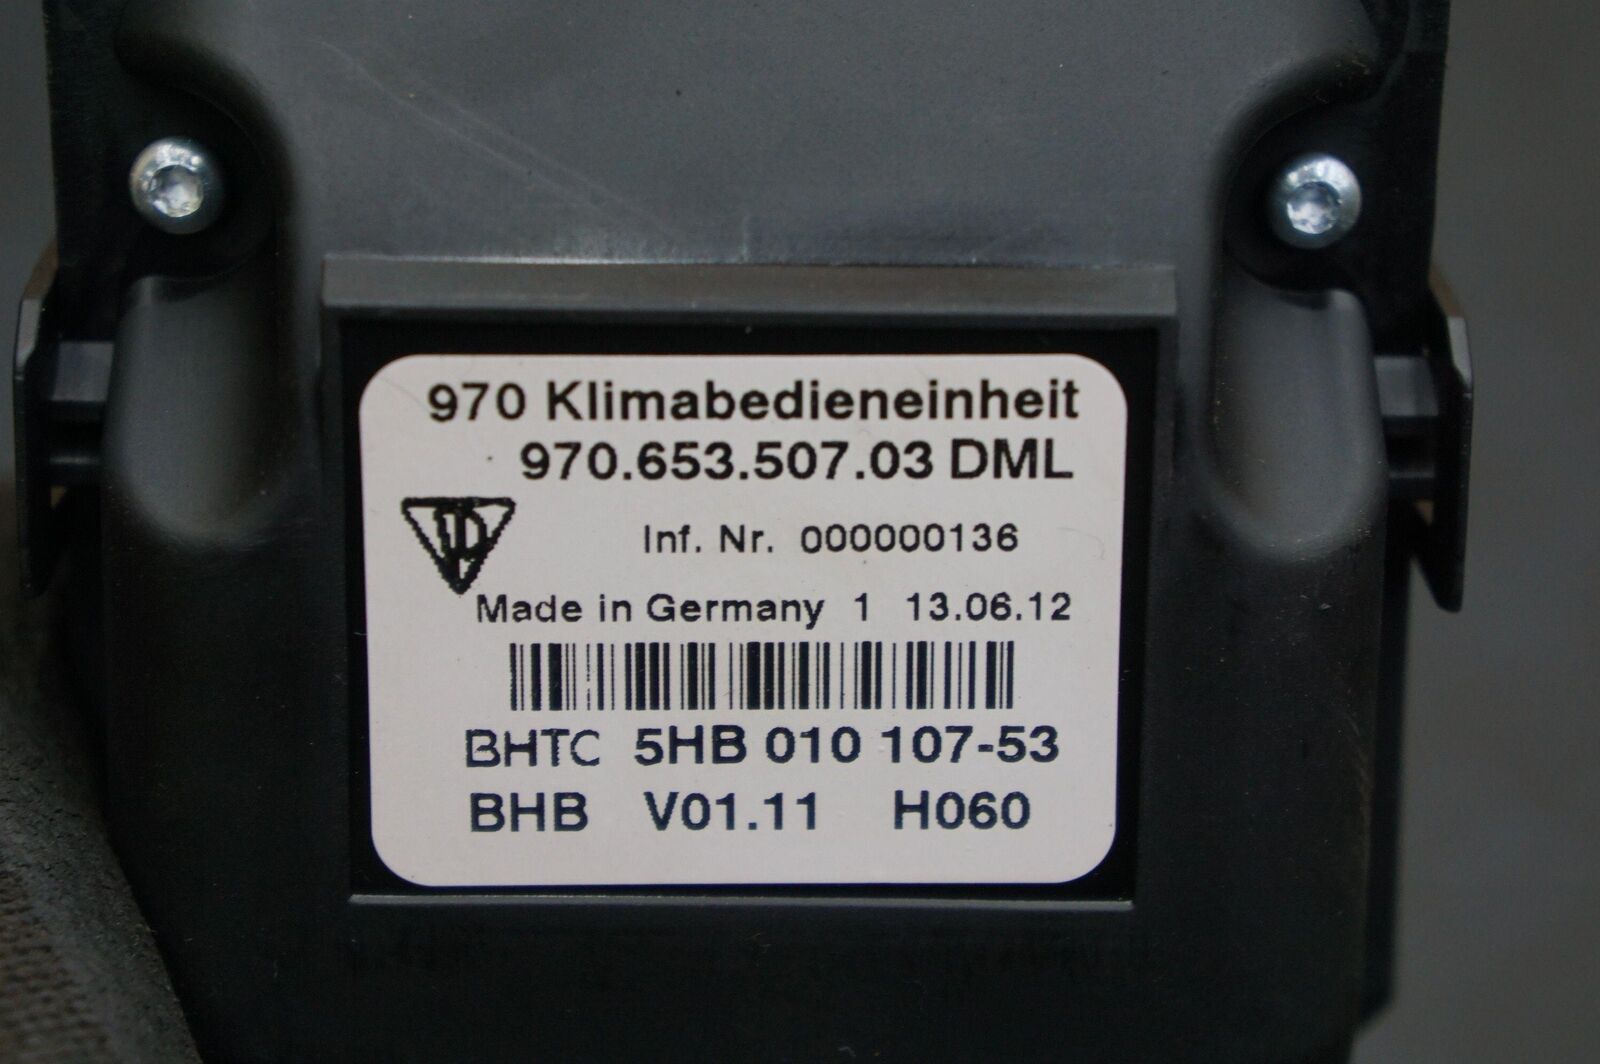 970 Klimabedieneinheit
970.653.507.03 DML
Inf. Nr. 000000136
Made in Germany 1 13.06.12
BHTC 5HB 010 107-53
BHB V01.11 H060